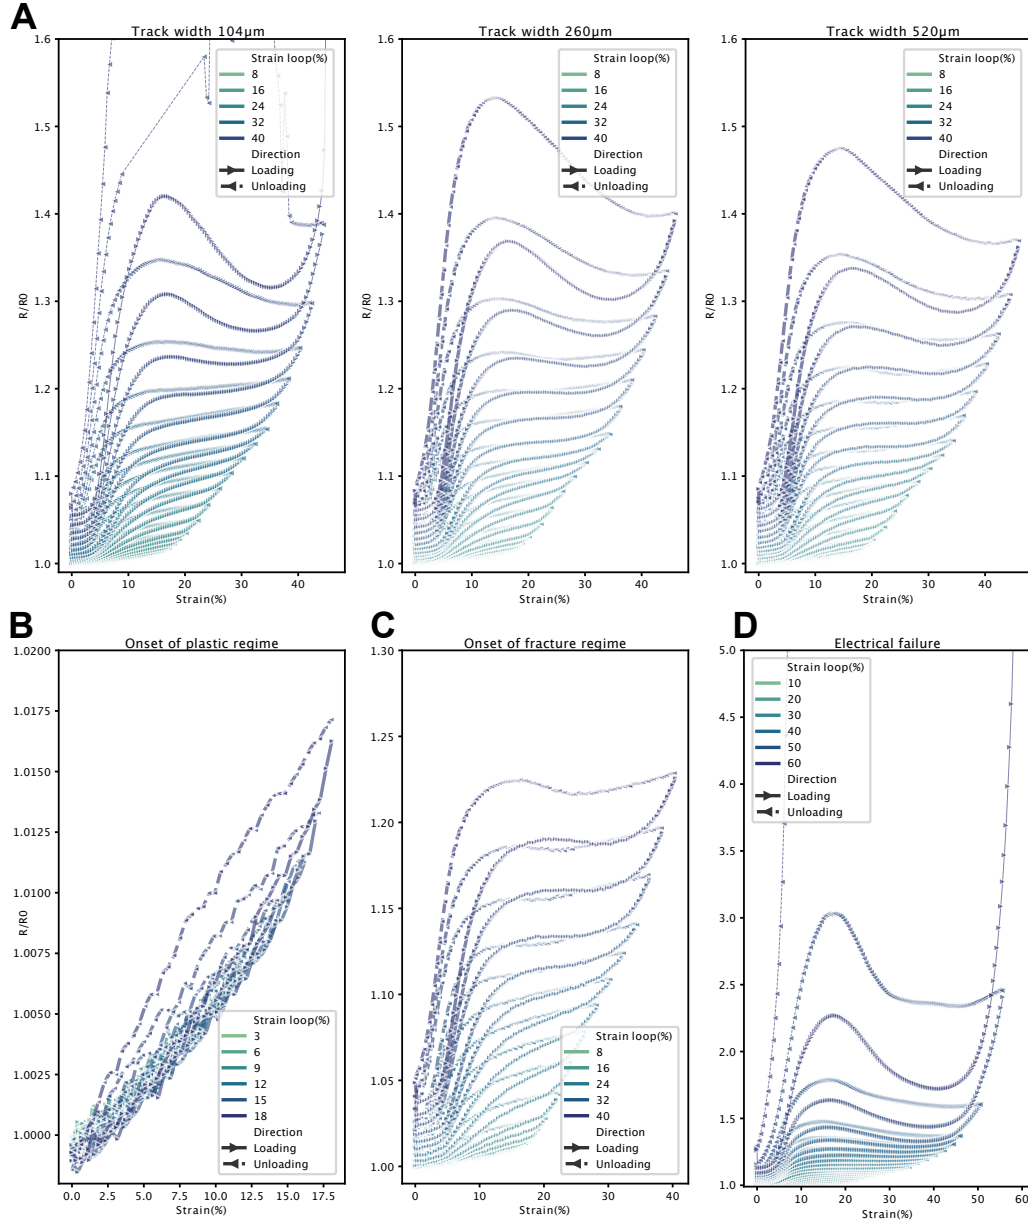 A
Track width 104µm
Track width 260µm
Track width 520µm
1.6
1.5
1.4
1.3
1.2
1.1
1.0
R/R0
0
10
20
30
40
Strain(%)
Strain loop(%)
8
16
24
32
40
Direction
Loading
Unloading
1.6
1.5
1.4
1.3
1.2
1.1
1.0
R/R0
0
10
20
30
40
Strain(%)
Strain loop(%)
8
16
24
32
40
Direction
Loading
Unloading
1.6
1.5
1.4
1.3
1.2
1.1
1.0
R/R0
0
10
20
30
40
Strain(%)
Strain loop(%)
8
16
24
32
40
Direction
Loading
Unloading
B
Onset of plastic regime
1.0200
1.0175
1.0150
1.0125
1.0100
1.0075
1.0050
1.0025
1.0000
R/R0
0.0
2.5
5.0
7.5
10.0
12.5
15.0
17.5
Strain(%)
Strain loop(%)
3
6
9
12
15
18
Direction
Loading
Unloading
C
Onset of fracture regime
1.30
1.25
1.20
1.15
1.10
1.05
1.00
0
10
20
30
40
Strain(%)
Strain loop(%)
8
16
24
32
40
Direction
Loading
Unloading
D
Electrical failure
5.0
4.5
4.0
3.5
3.0
2.5
2.0
1.5
1.0
0
10
20
30
40
50
60
Strain(%)
Strain loop(%)
10
20
30
40
50
60
Direction
Loading
Unloading